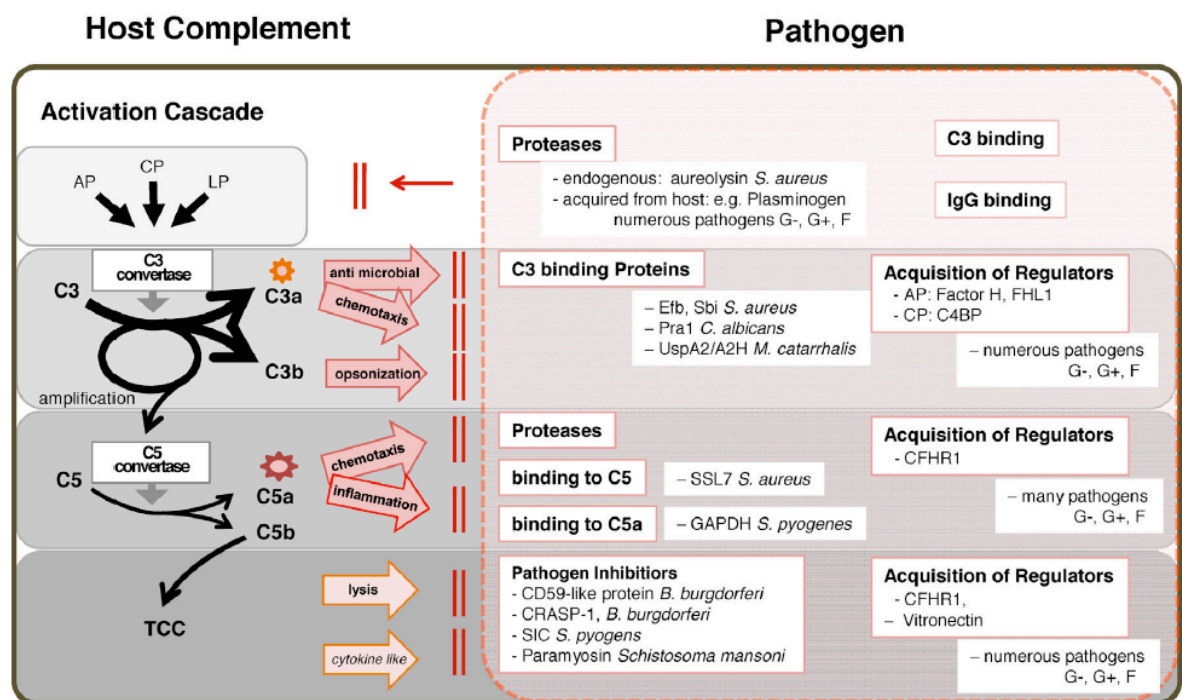 Host Complement
Pathogen
Activation Cascade
AP
CP
LP
Proteases
- endogenous: aureolysin S. aureus
- acquired from host: e.g. Plasminogen
numerous pathogens G-, G+, F
C3 binding
IgG binding
C3
convertase
C3
C3a
C3b
amplification
anti microbial
chemotaxis
opsonization
C3 binding Proteins
– Efb, Sbi S. aureus
– Pra1 C. albicans
– UspA2/A2H M. catarrhalis
Acquisition of Regulators
- AP: Factor H, FHL1
- CP: C4BP
– numerous pathogens
G-, G+, F
C5
convertase
C5
C5a
C5b
chemotaxis
inflammation
Proteases
binding to C5
– SSL7 S. aureus
binding to C5a
– GAPDH S. pyogenes
Acquisition of Regulators
- CFHR1
– many pathogens
G-, G+, F
TCC
lysis
cytokine like
Pathogen Inhibitiors
- CD59-like protein B. burgdorferi
- CRASP-1, B. burgdorferi
- SIC S. pyogens
- Paramyosin Schistosoma mansoni
Acquisition of Regulators
- CFHR1,
– Vitronectin
– numerous pathogens
G-, G+, F